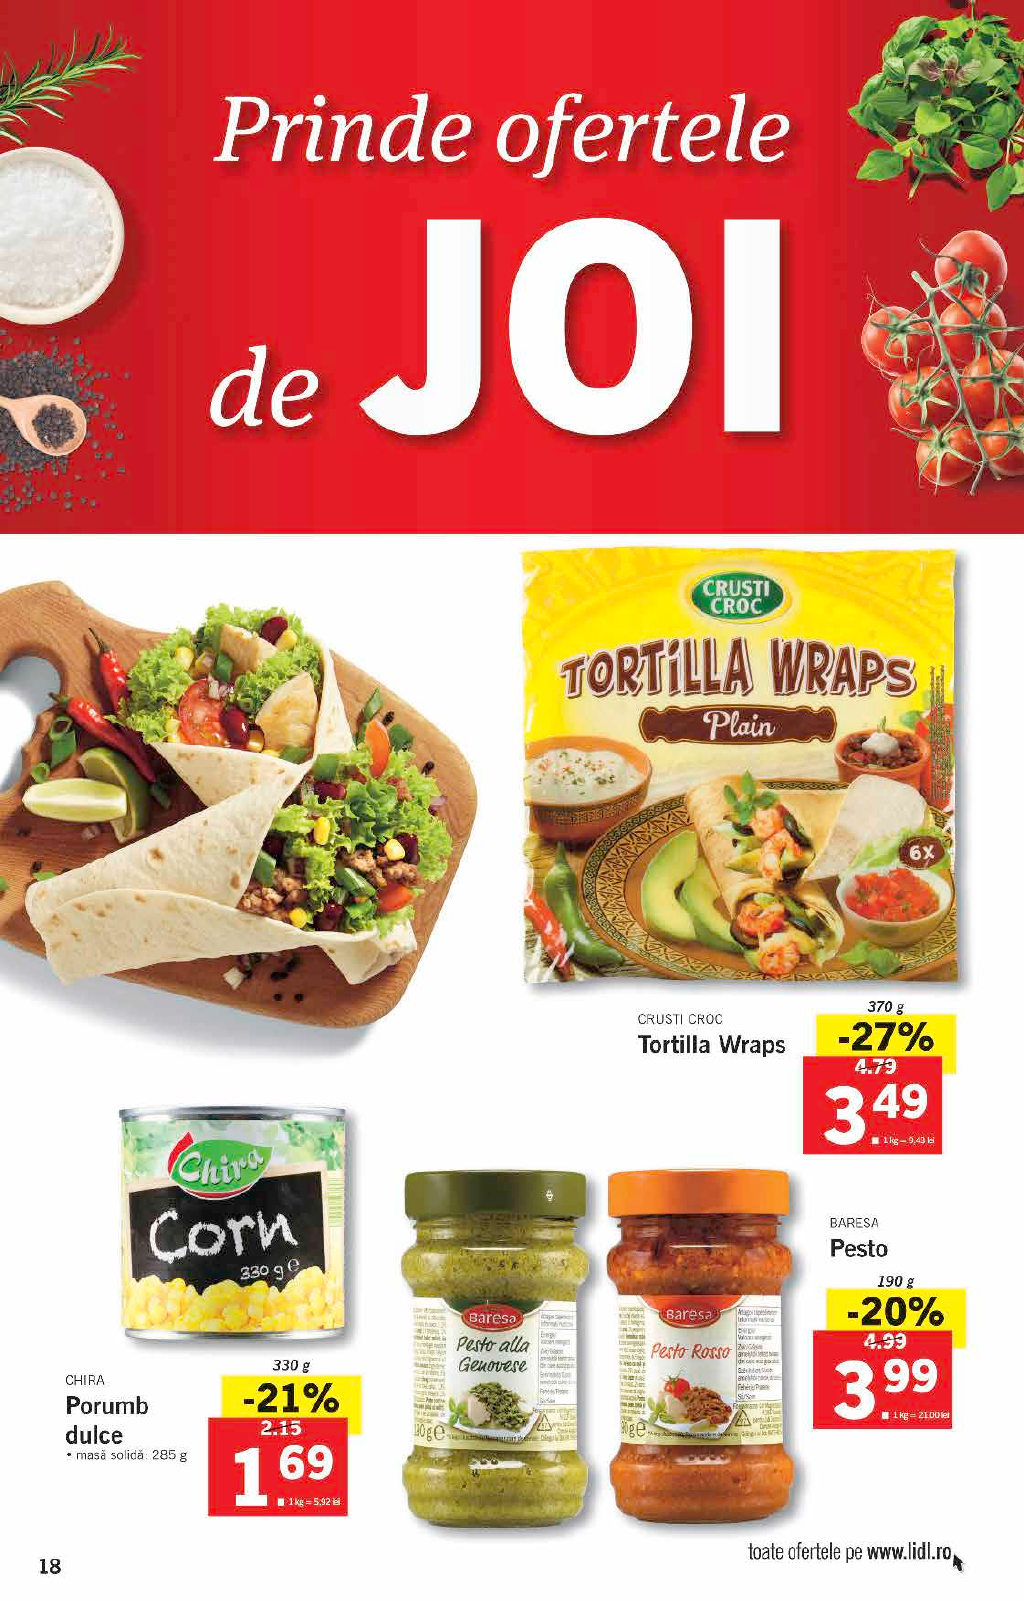 Prinde ofertele
de JOI
CRUSTI
CROC
TORTILLA WRAPS
Plain
6X
CRUSTI CROC
Tortilla Wraps
370 g
-27%
4.79
3 49
1 kg = 9,43 lei
Chira
Corn
330 g e
CHIRA
Porumb
dulce
• masă solidă: 285 g
330 g
-21%
2.15
1 69
1 kg = 5,92 lei
Baresa
Pesto alla
Genovese
Baresa
Pesto Rosso
BARESA
Pesto
190 g
-20%
4.99
3 99
1 kg = 21,00 lei
toate ofertele pe www.lidl.ro
18